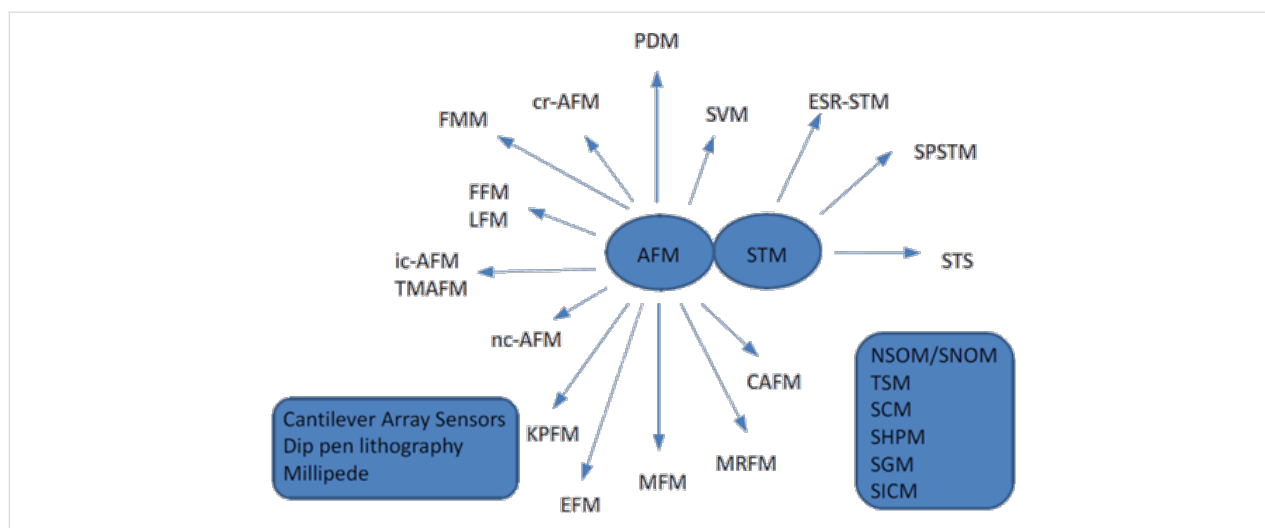 PDM
cr-AFM
ESR-STM
FMM
SVM
SPSTM
FFM
LFM
AFM
STM
ic-AFM
TMAFM
STS
nc-AFM
CAFM
NSOM/SNOM
TSM
SCM
SHPM
SGM
SICM
Cantilever Array Sensors
Dip pen lithography
Millipede
KPFM
MRFM
MFM
EFM